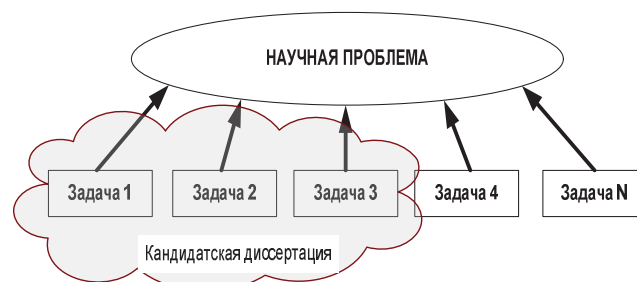 НАУЧНАЯ ПРОБЛЕМА
Задача 1
Задача 2
Задача 3
Задача 4
Задача N
Кандидатская диссертация